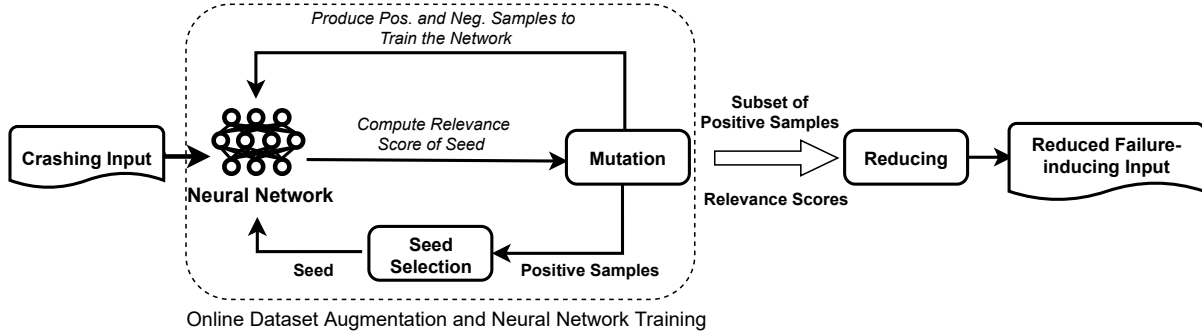 Produce Pos. and Neg. Samples to
Train the Network
Crashing Input
Neural Network
Compute Relevance
Score of Seed
Mutation
Seed
Seed
Selection
Positive Samples
Subset of
Positive Samples
Relevance Scores
Reducing
Reduced Failure-
inducing Input
Online Dataset Augmentation and Neural Network Training